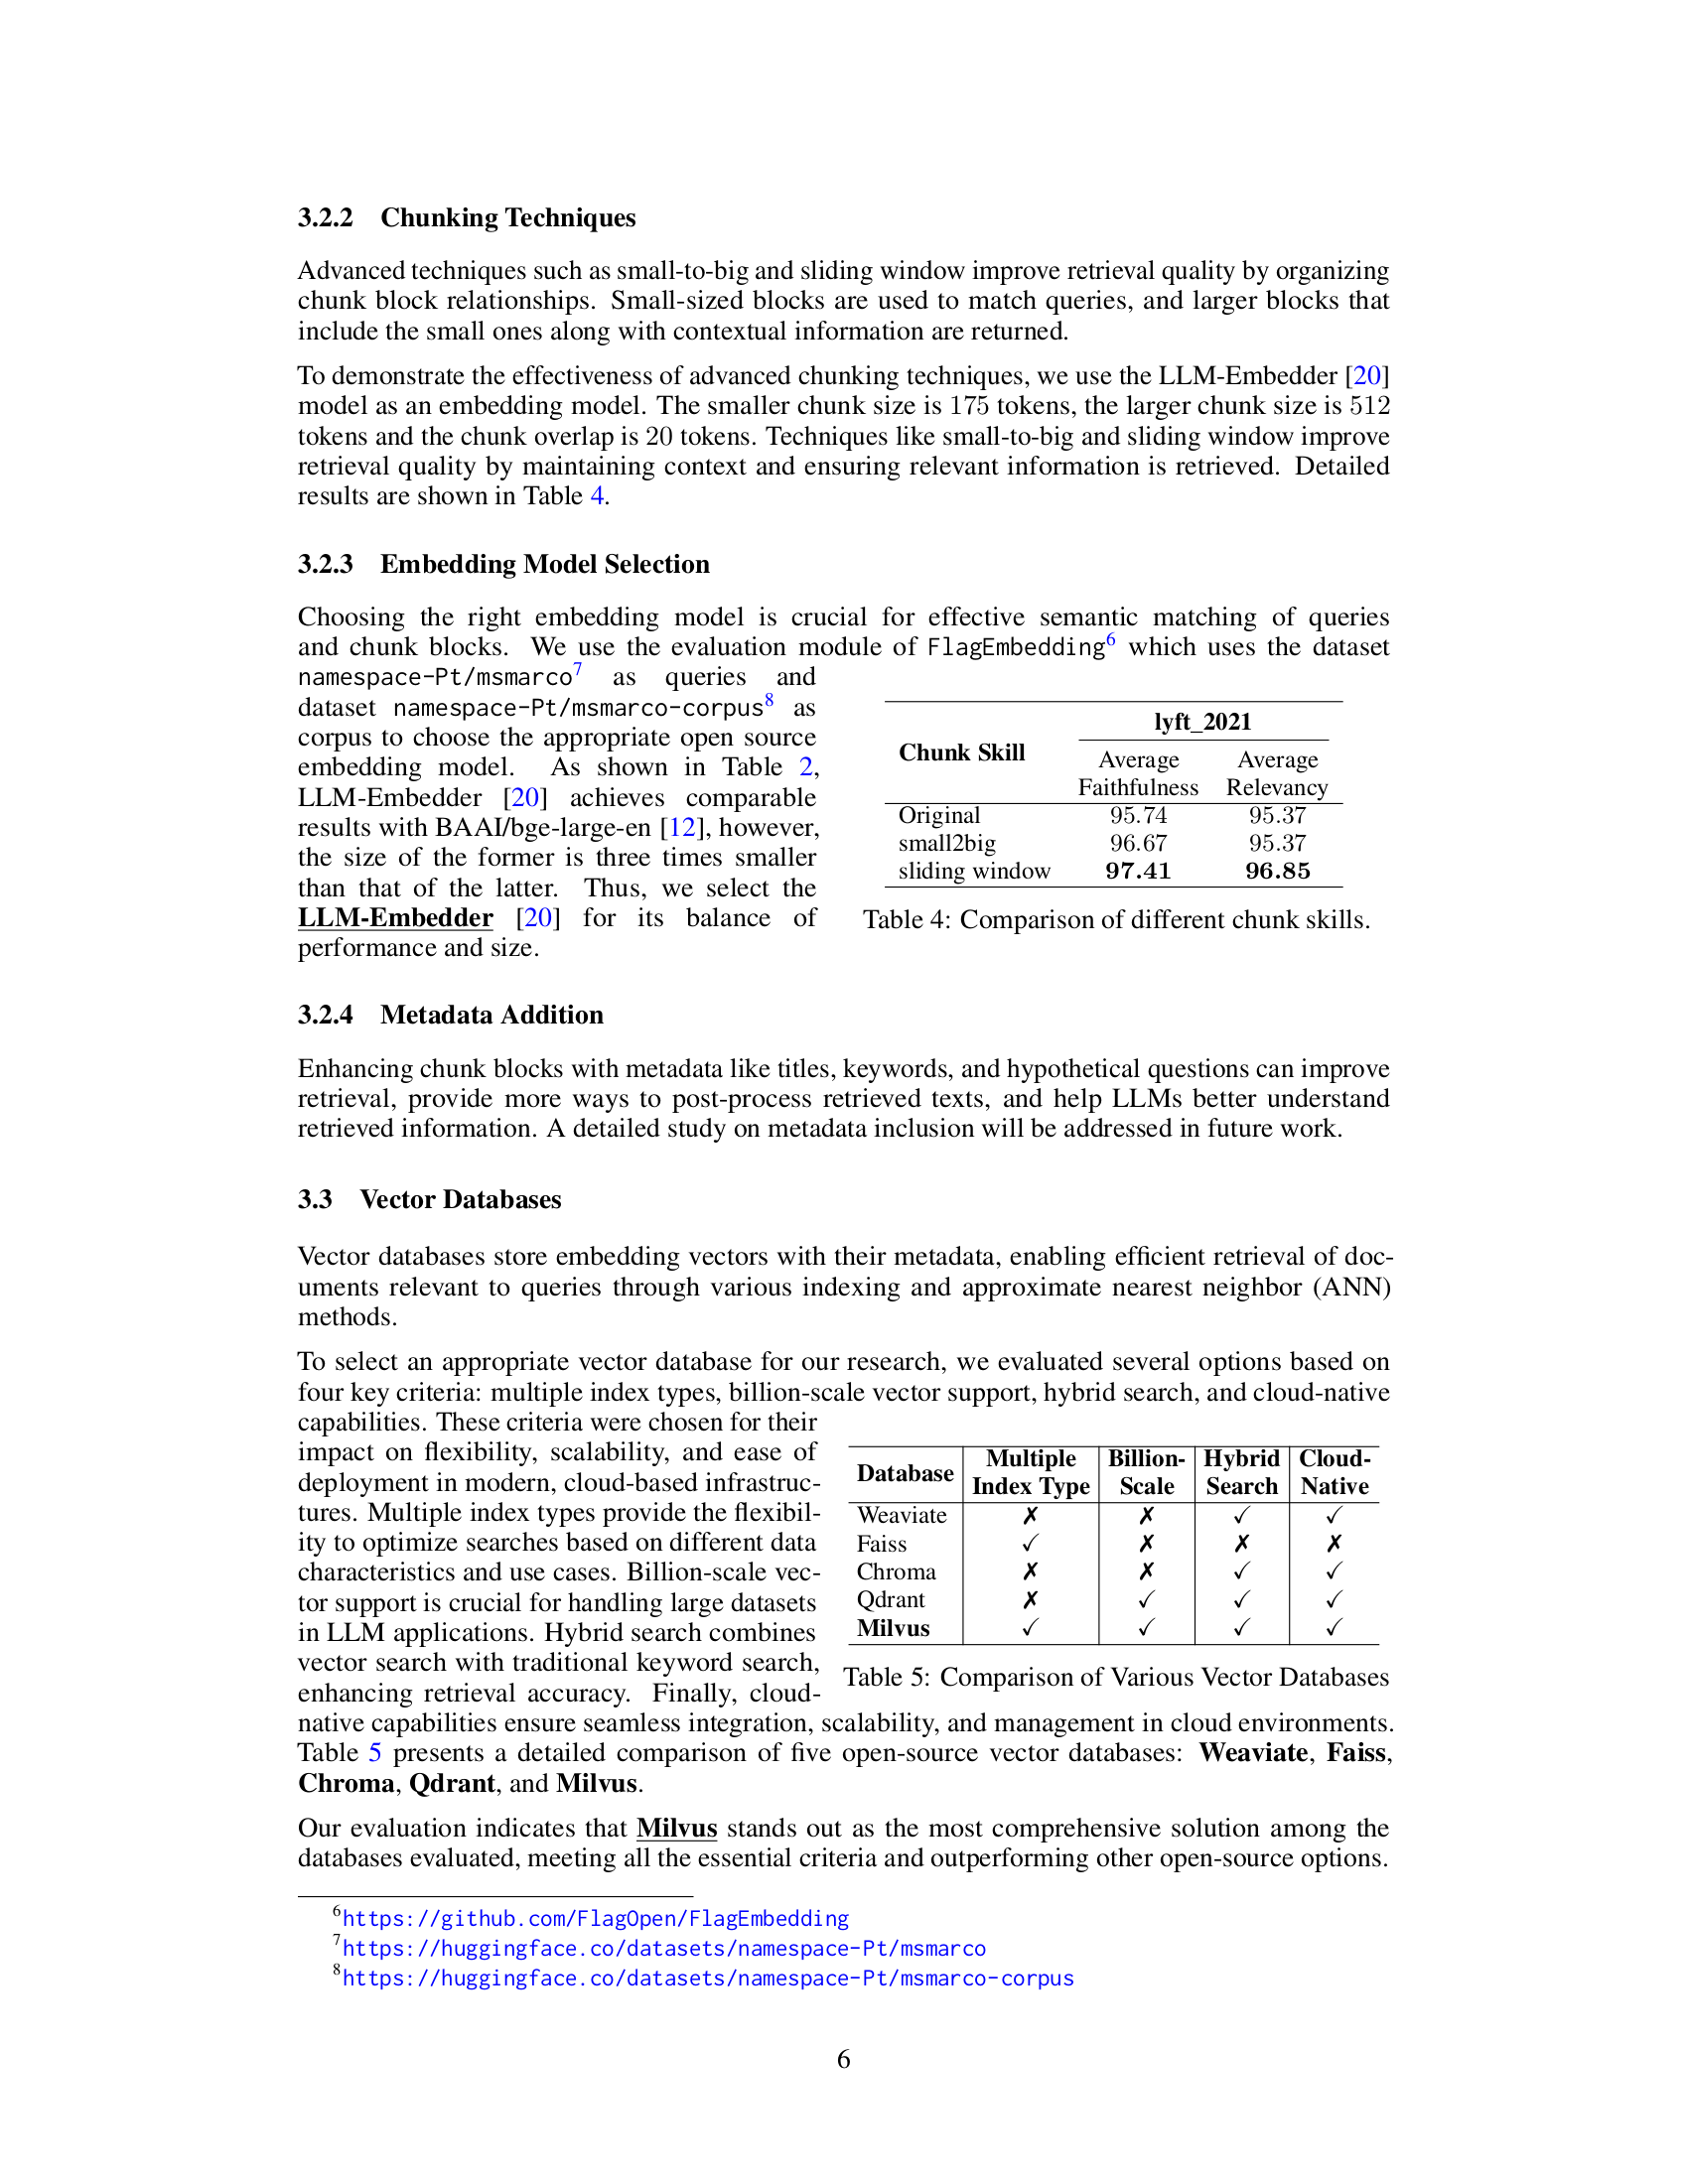 3.2.2 Chunking Techniques
Advanced techniques such as small-to-big and sliding window improve retrieval quality by organizing
chunk block relationships. Small-sized blocks are used to match queries, and larger blocks that
include the small ones along with contextual information are returned.
To demonstrate the effectiveness of advanced chunking techniques, we use the LLM-Embedder [20]
model as an embedding model. The smaller chunk size is 175 tokens, the larger chunk size is 512
tokens and the chunk overlap is 20 tokens. Techniques like small-to-big and sliding window improve
retrieval quality by maintaining context and ensuring relevant information is retrieved. Detailed
results are shown in Table 4.
3.2.3 Embedding Model Selection
Choosing the right embedding model is crucial for effective semantic matching of queries
and chunk blocks. We use the evaluation module of FlagEmbedding6 which uses the dataset
namespace-Pt/msmarco7 as queries and
dataset namespace-Pt/msmarco-corpus8 as
corpus to choose the appropriate open source
embedding model. As shown in Table 2,
LLM-Embedder [20] achieves comparable
results with BAAI/bge-large-en [12], however,
the size of the former is three times smaller
than that of the latter. Thus, we select the
LLM-Embedder [20] for its balance of
performance and size.
lyft_2021
Chunk Skill
Average Average
Faithfulness Relevancy
Original 95.74 95.37
small2big 96.67 95.37
sliding window 97.41 96.85
Table 4: Comparison of different chunk skills.
3.2.4 Metadata Addition
Enhancing chunk blocks with metadata like titles, keywords, and hypothetical questions can improve
retrieval, provide more ways to post-process retrieved texts, and help LLMs better understand
retrieved information. A detailed study on metadata inclusion will be addressed in future work.
3.3 Vector Databases
Vector databases store embedding vectors with their metadata, enabling efficient retrieval of doc-
uments relevant to queries through various indexing and approximate nearest neighbor (ANN)
methods.
To select an appropriate vector database for our research, we evaluated several options based on
four key criteria: multiple index types, billion-scale vector support, hybrid search, and cloud-native
capabilities. These criteria were chosen for their
impact on flexibility, scalability, and ease of
deployment in modern, cloud-based infrastruc-
tures. Multiple index types provide the flexibil-
ity to optimize searches based on different data
characteristics and use cases. Billion-scale vec-
tor support is crucial for handling large datasets
in LLM applications. Hybrid search combines
vector search with traditional keyword search,
enhancing retrieval accuracy. Finally, cloud-
native capabilities ensure seamless integration, scalability, and management in cloud environments.
Table 5 presents a detailed comparison of five open-source vector databases: Weaviate, Faiss,
Chroma, Qdrant, and Milvus.
Database Multiple Billion- Hybrid Cloud-
Index Type Scale Search Native
Weaviate ✗ ✗ ✓ ✓
Faiss ✓ ✗ ✗ ✗
Chroma ✗ ✗ ✓ ✓
Qdrant ✗ ✓ ✓ ✓
Milvus ✓ ✓ ✓ ✓
Table 5: Comparison of Various Vector Databases
Our evaluation indicates that Milvus stands out as the most comprehensive solution among the
databases evaluated, meeting all the essential criteria and outperforming other open-source options.
6https://github.com/FlagOpen/FlagEmbedding
7https://huggingface.co/datasets/namespace-Pt/msmarco
8https://huggingface.co/datasets/namespace-Pt/msmarco-corpus
6